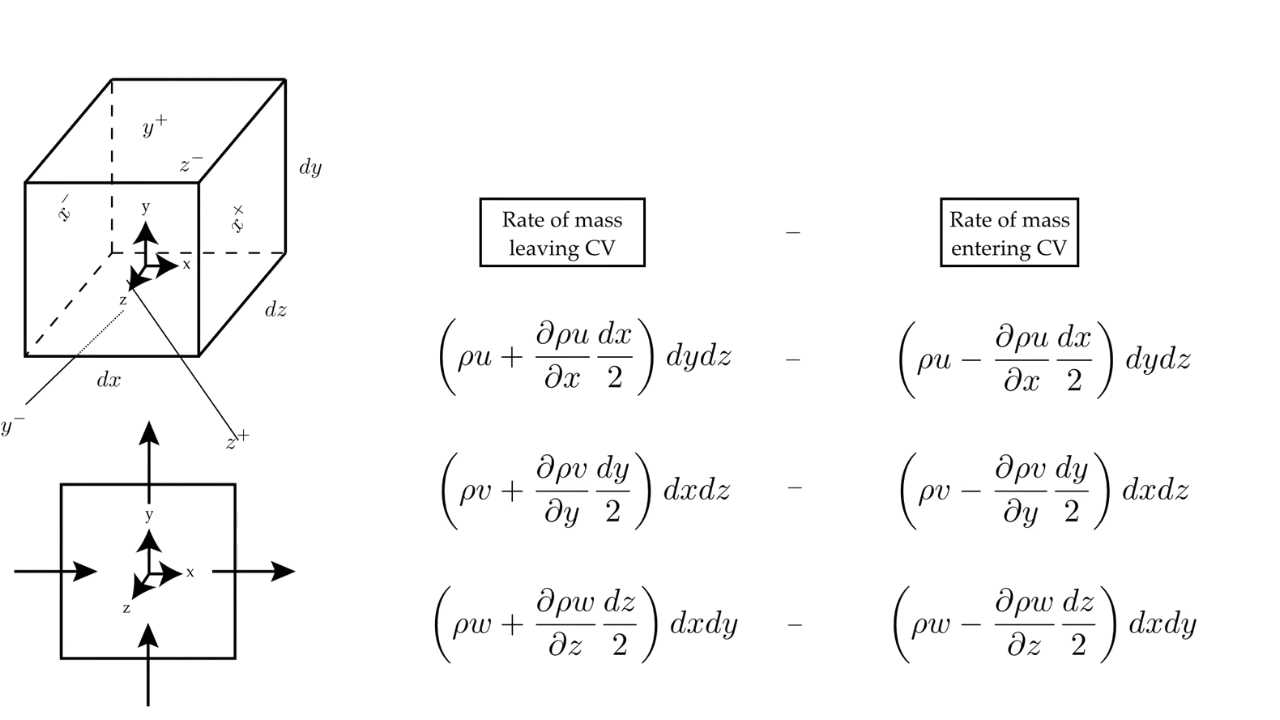 y⁺
z⁻
dy
x⁻
x⁺
y
x
z
dz
dx
y⁻
z⁺
y
x
z
Rate of mass
leaving CV
–
Rate of mass
entering CV
(ρu + ∂ρu/∂x dx/2) dydz – (ρu − ∂ρu/∂x dx/2) dydz
(ρv + ∂ρv/∂y dy/2) dxdz – (ρv − ∂ρv/∂y dy/2) dxdz
(ρw + ∂ρw/∂z dz/2) dxdy – (ρw − ∂ρw/∂z dz/2) dxdy